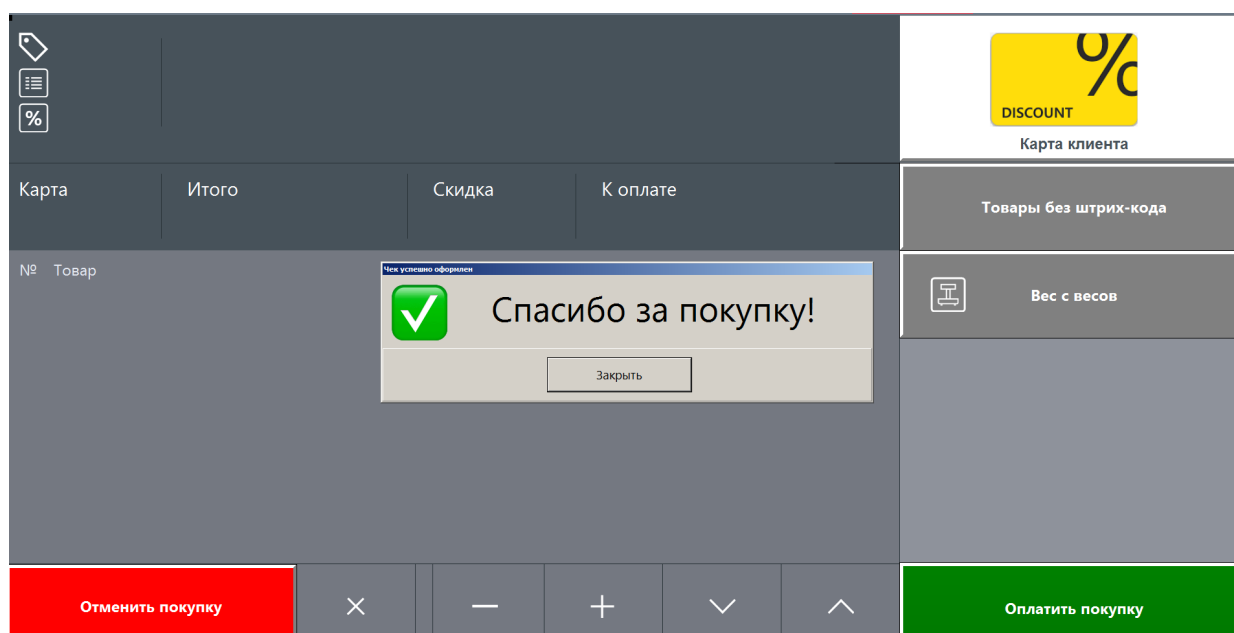 %
DISCOUNT
Карта клиента
%
Карта
Итого
Скидка
К оплате
Товары без штрих-кода
№ Товар
Чек успешно оформлен
Спасибо за покупку!
Закрыть
Вес с весов
Отменить покупку
Оплатить покупку